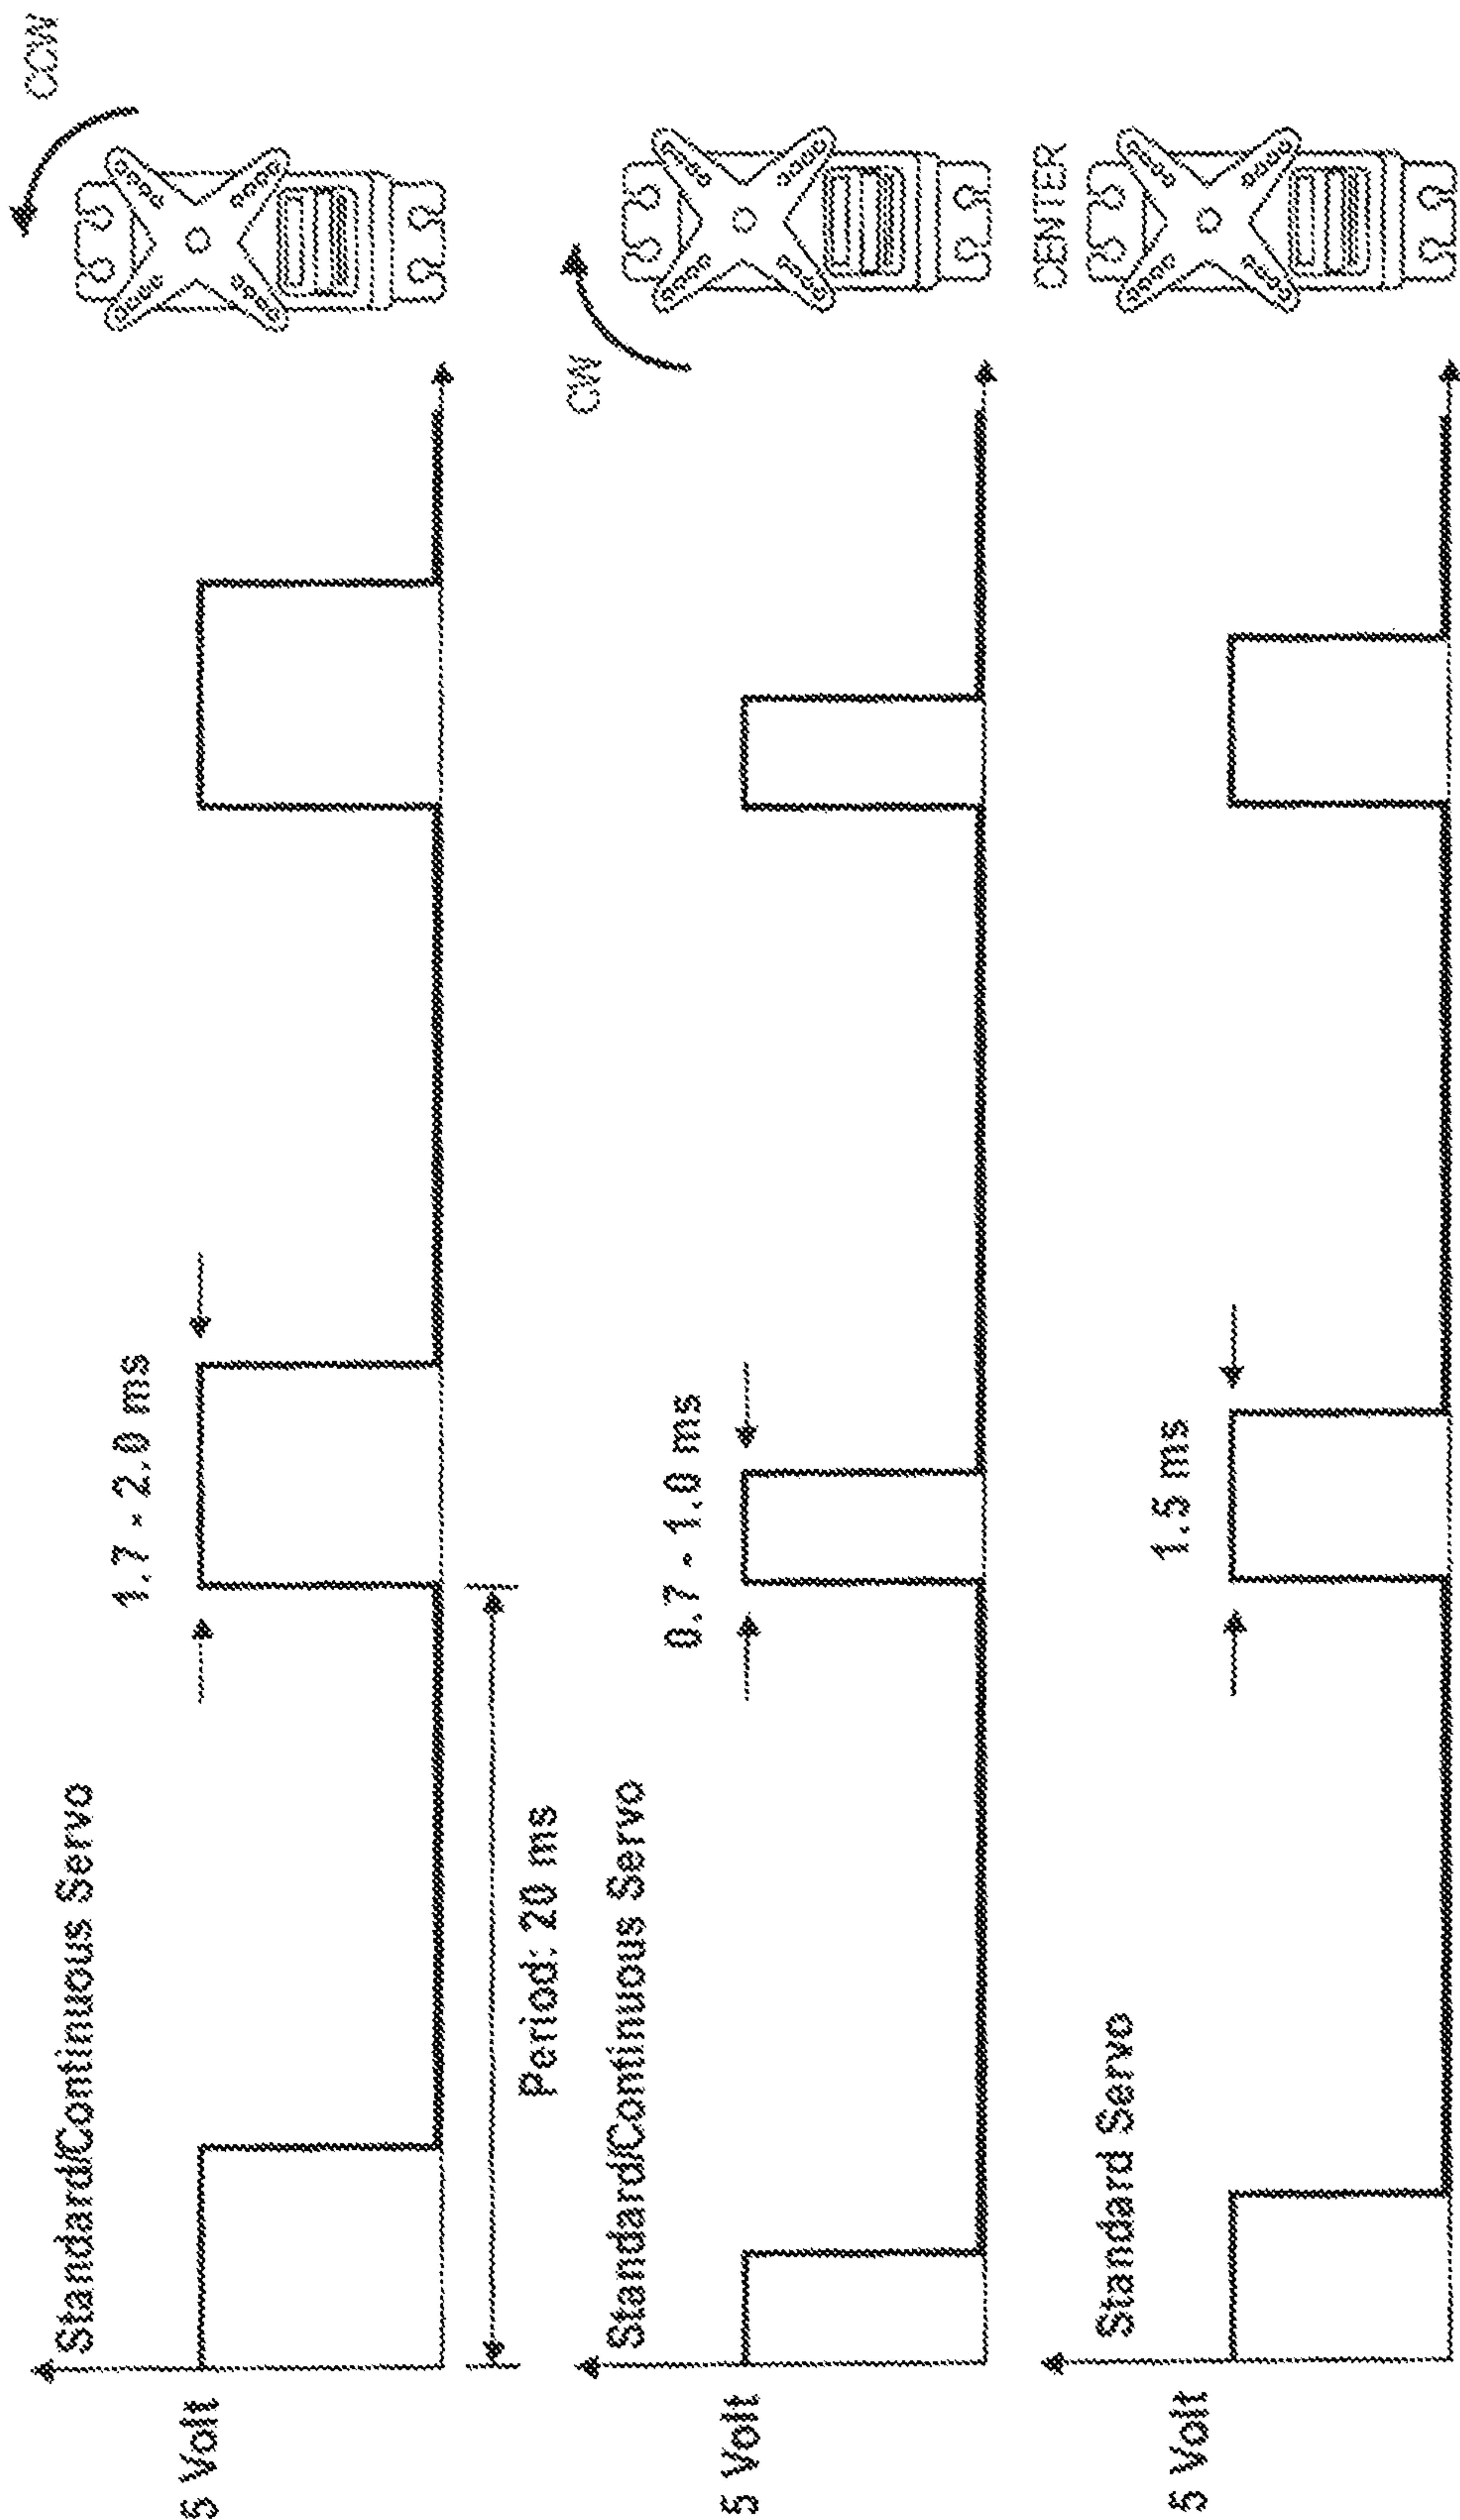 Standard/Continuous Servo
5 Volt
1.7 - 2.0 ms
CCW
Period: 20 ms
Standard/Continuous Servo
5 Volt
0.7 - 1.0 ms
CW
Standard Servo
5 Volt
1.5 ms
CENTER